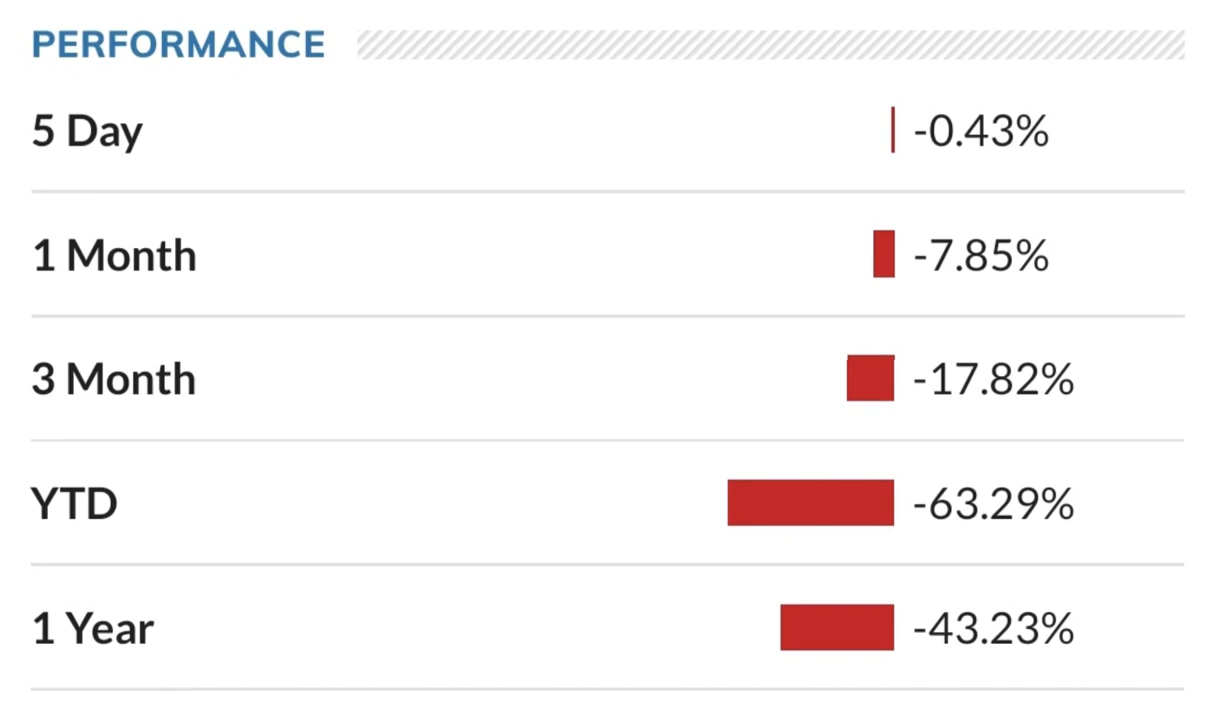 PERFORMANCE
5 Day -0.43%
1 Month -7.85%
3 Month -17.82%
YTD -63.29%
1 Year -43.23%